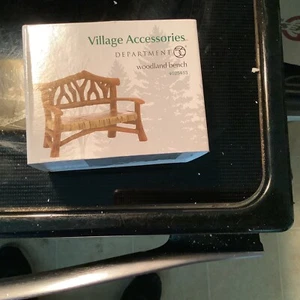 Village Accessories
DEPARTMENT 56
woodland bench